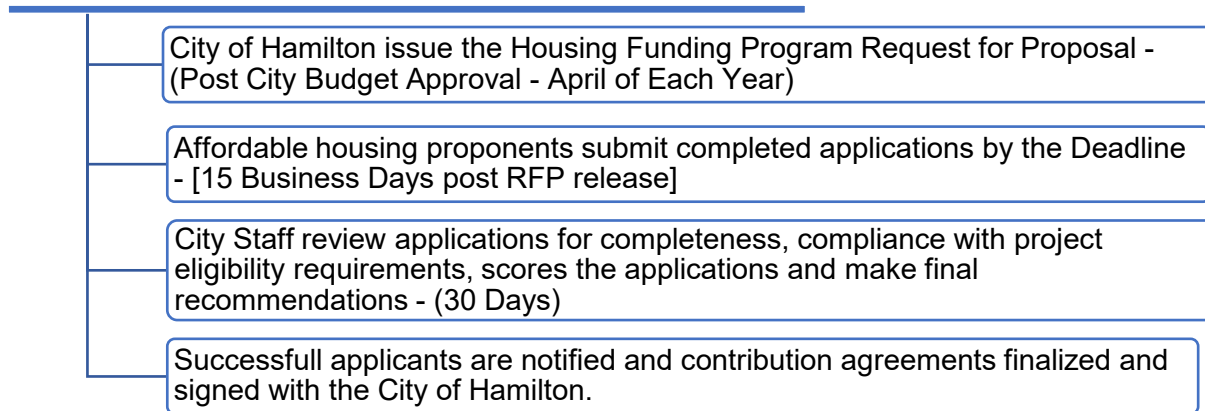 City of Hamilton issue the Housing Funding Program Request for Proposal -
(Post City Budget Approval - April of Each Year)
Affordable housing proponents submit completed applications by the Deadline
- [15 Business Days post RFP release]
City Staff review applications for completeness, compliance with project
eligibility requirements, scores the applications and make final
recommendations - (30 Days)
Successfull applicants are notified and contribution agreements finalized and
signed with the City of Hamilton.